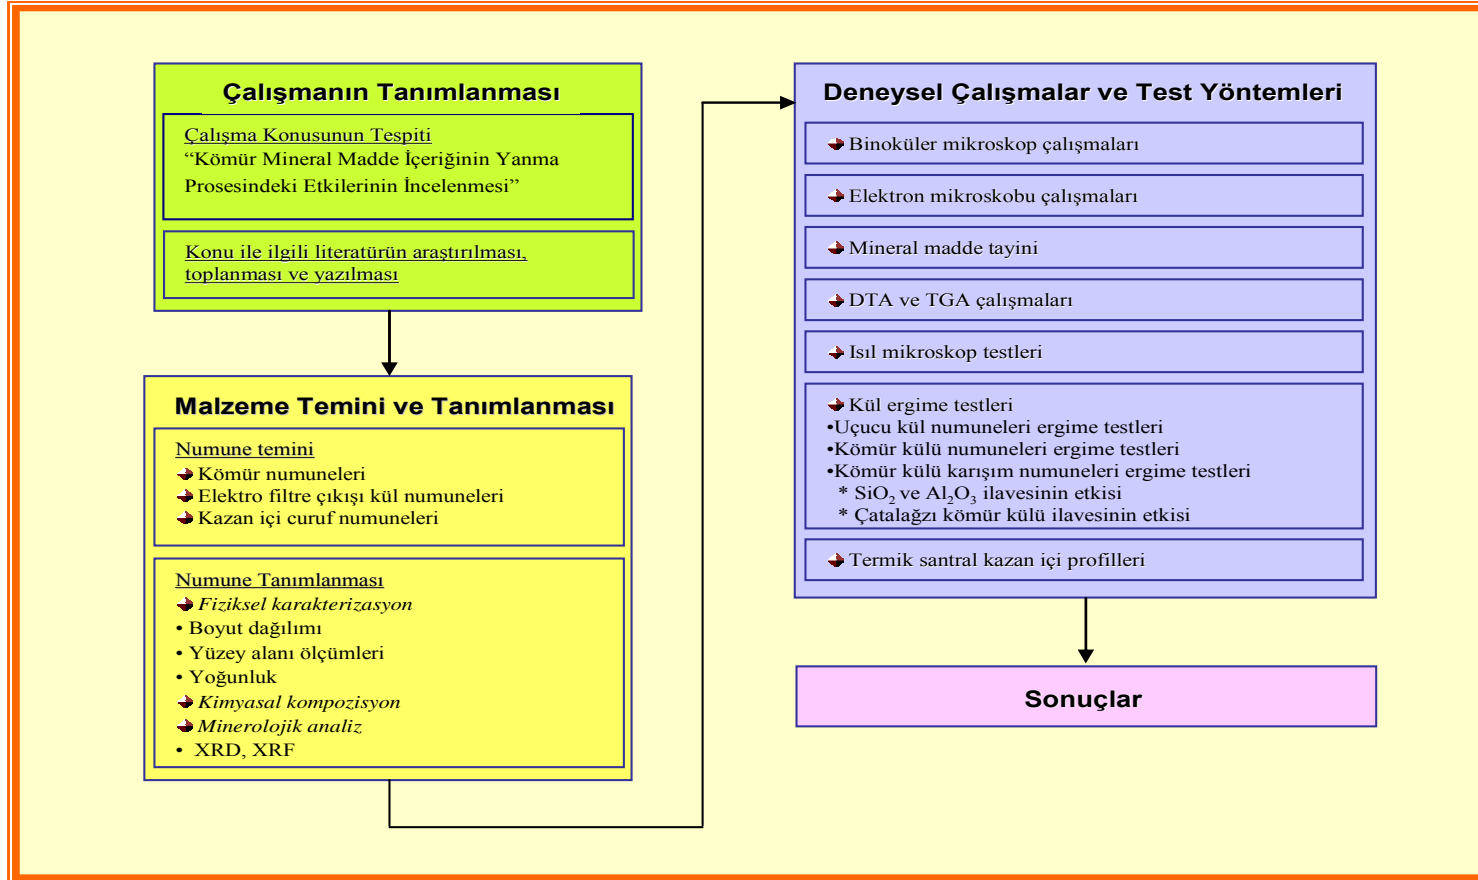 Çalışmanın Tanımlanması
Çalışma Konusunun Tespiti
“Kömür Mineral Madde İçeriğinin Yanma
Prosesindeki Etkilerinin İncelenmesi”
Konu ile ilgili literatürün araştırılması,
toplanması ve yazılması
Malzeme Temini ve Tanımlanması
Numune temini
Kömür numuneleri
Elektro filtre çıkışı kül numuneleri
Kazan içi curuf numuneleri
Numune Tanımlanması
Fiziksel karakterizasyon
• Boyut dağılımı
• Yüzey alanı ölçümleri
• Yoğunluk
Kimyasal kompozisyon
Minerolojik analiz
• XRD, XRF
Deneysel Çalışmalar ve Test Yöntemleri
Binoküler mikroskop çalışmaları
Elektron mikroskobu çalışmaları
Mineral madde tayini
DTA ve TGA çalışmaları
Isıl mikroskop testleri
Kül ergime testleri
•Uçucu kül numuneleri ergime testleri
•Kömür külü numuneleri ergime testleri
•Kömür külü karışım numuneleri ergime testleri
* SiO₂ ve Al₂O₃ ilavesinin etkisi
* Çatalağzı kömür külü ilavesinin etkisi
Termik santral kazan içi profilleri
Sonuçlar